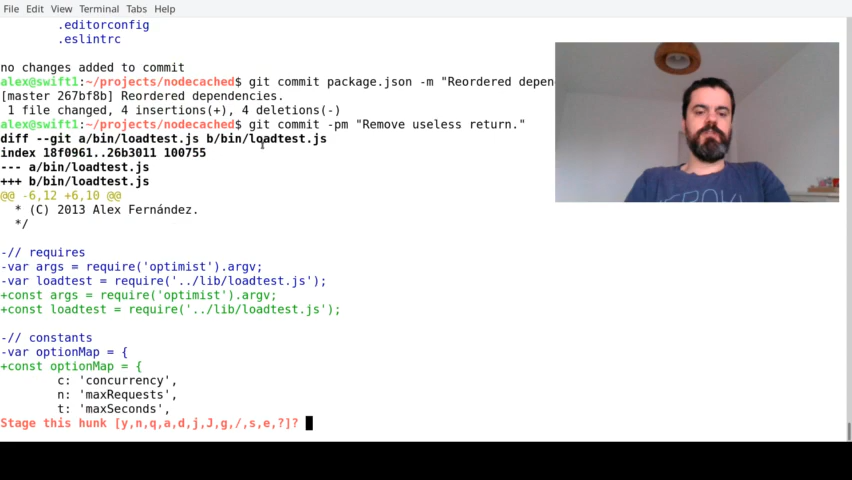 File Edit View Terminal Tabs Help
.editorconfig
.eslintrc
no changes added to commit
alex@swift1:~/projects/nodecached$ git commit package.json -m "Reordered depen
[master 267bf8b] Reordered dependencies.
1 file changed, 4 insertions(+), 4 deletions(-)
alex@swift1:~/projects/nodecached$ git commit -pm "Remove useless return."
diff --git a/bin/loadtest.js b/bin/loadtest.js
index 18f0961..26b3011 100755
--- a/bin/loadtest.js
+++ b/bin/loadtest.js
@@ -6,12 +6,10 @@
* (C) 2013 Alex Fernández.
*/
-// requires
-var args = require('optimist').argv;
-var loadtest = require('../lib/loadtest.js');
+const args = require('optimist').argv;
+const loadtest = require('../lib/loadtest.js');
-// constants
-var optionMap = {
+const optionMap = {
c: 'concurrency',
n: 'maxRequests',
t: 'maxSeconds',
Stage this hunk [y,n,q,a,d,j,J,g,/,s,e,?]?